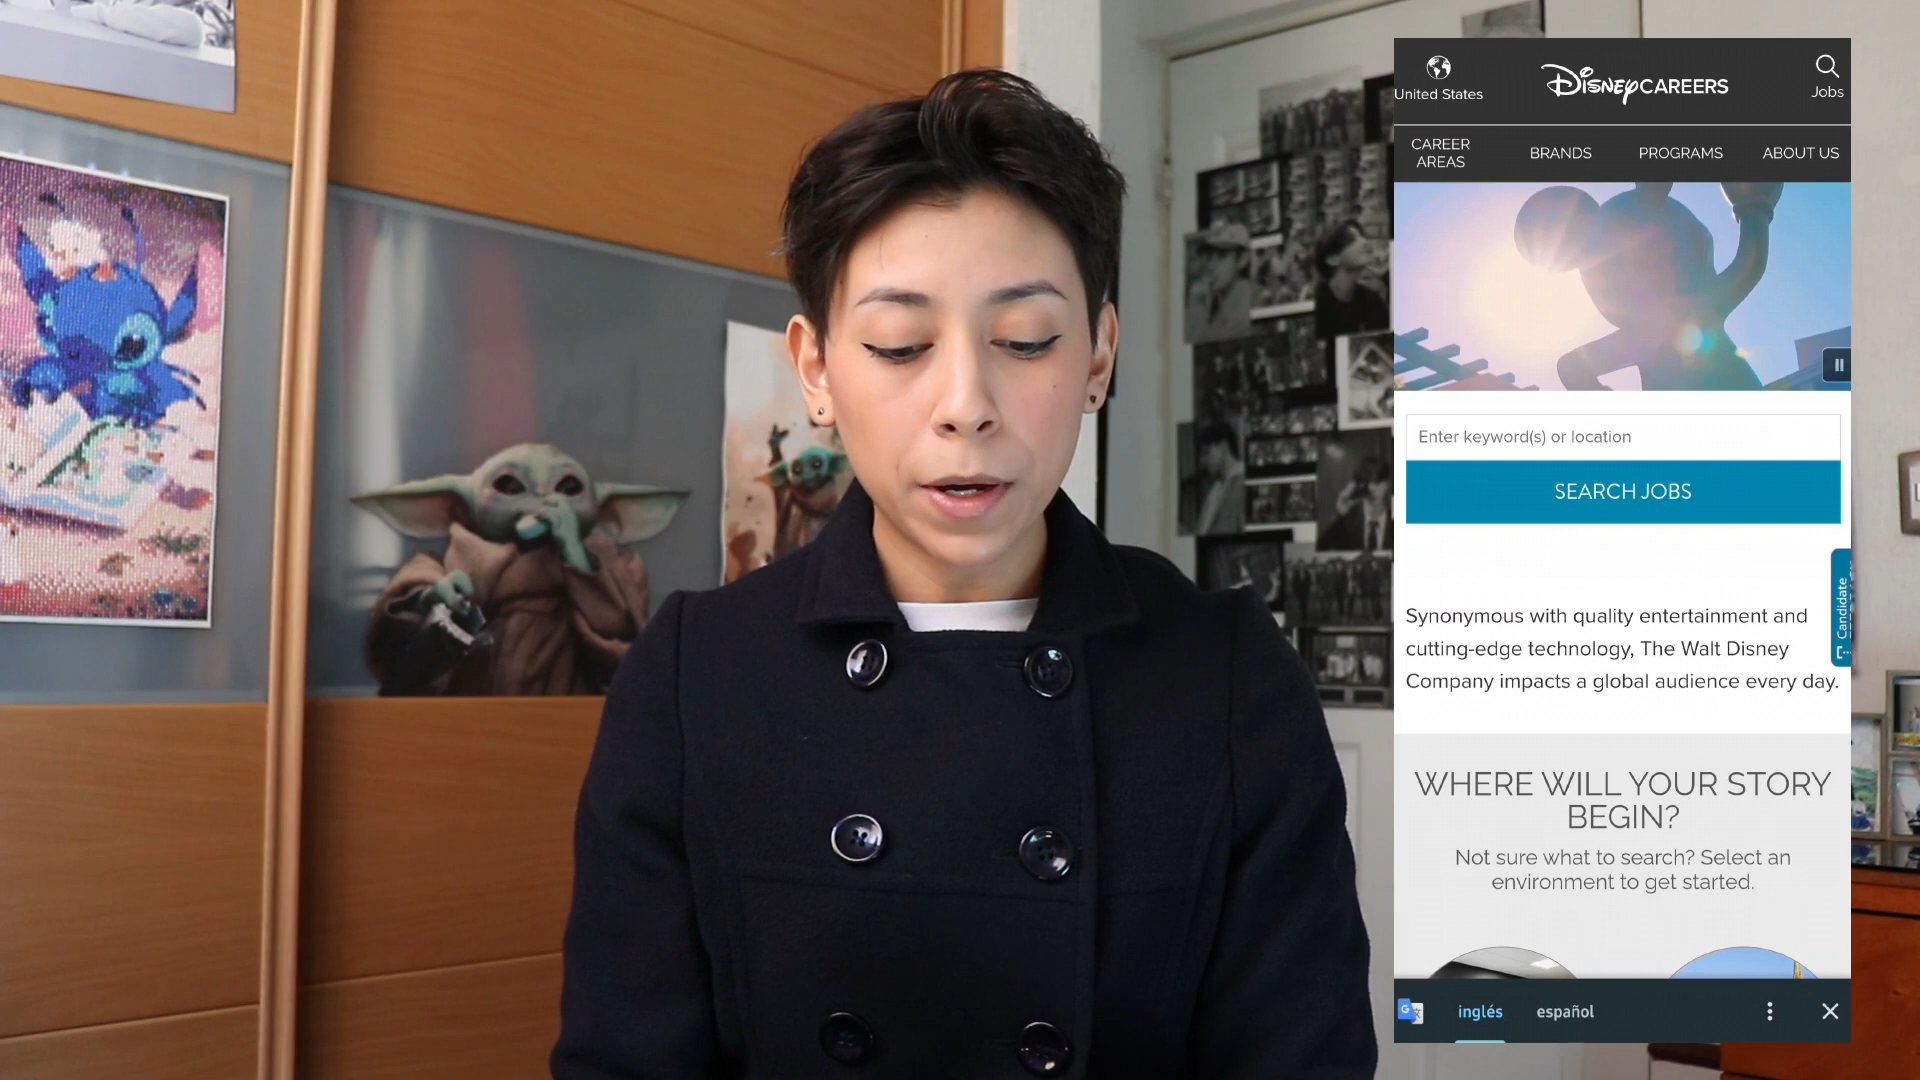 United States
DisNEP CAREERS
Jobs
CAREER
AREAS
BRANDS
PROGRAMS
ABOUT US
Enter keyword(s) or location
SEARCH JOBS
Candidate
Synonymous with quality entertainment and
cutting-edge technology, The Walt Disney
Company impacts a global audience every day.
WHERE WILL YOUR STORY
BEGIN?
Not sure what to search? Select an
environment to get started.
inglés
español